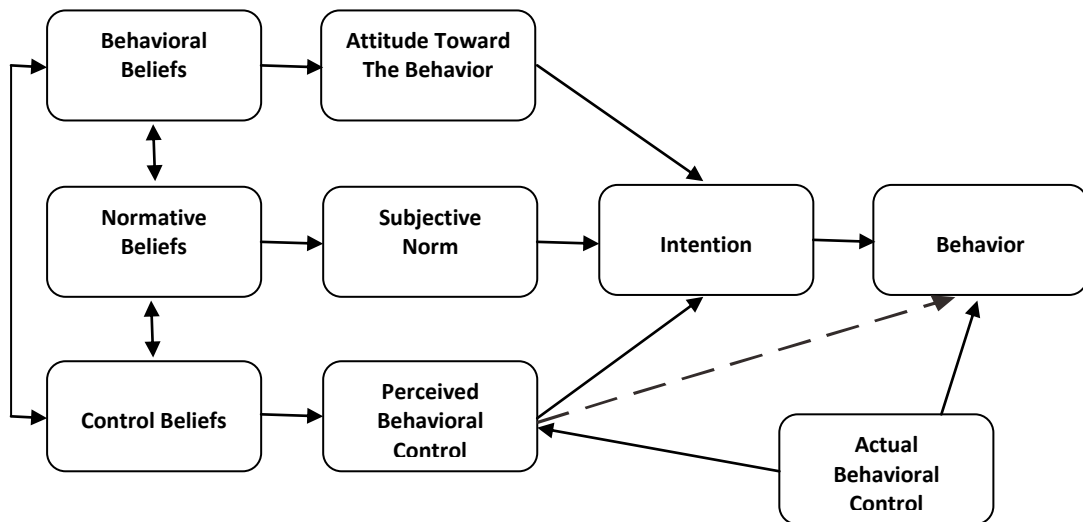 Behavioral
Beliefs
Attitude Toward
The Behavior
Normative
Beliefs
Subjective
Norm
Intention
Behavior
Control Beliefs
Perceived
Behavioral
Control
Actual
Behavioral
Control